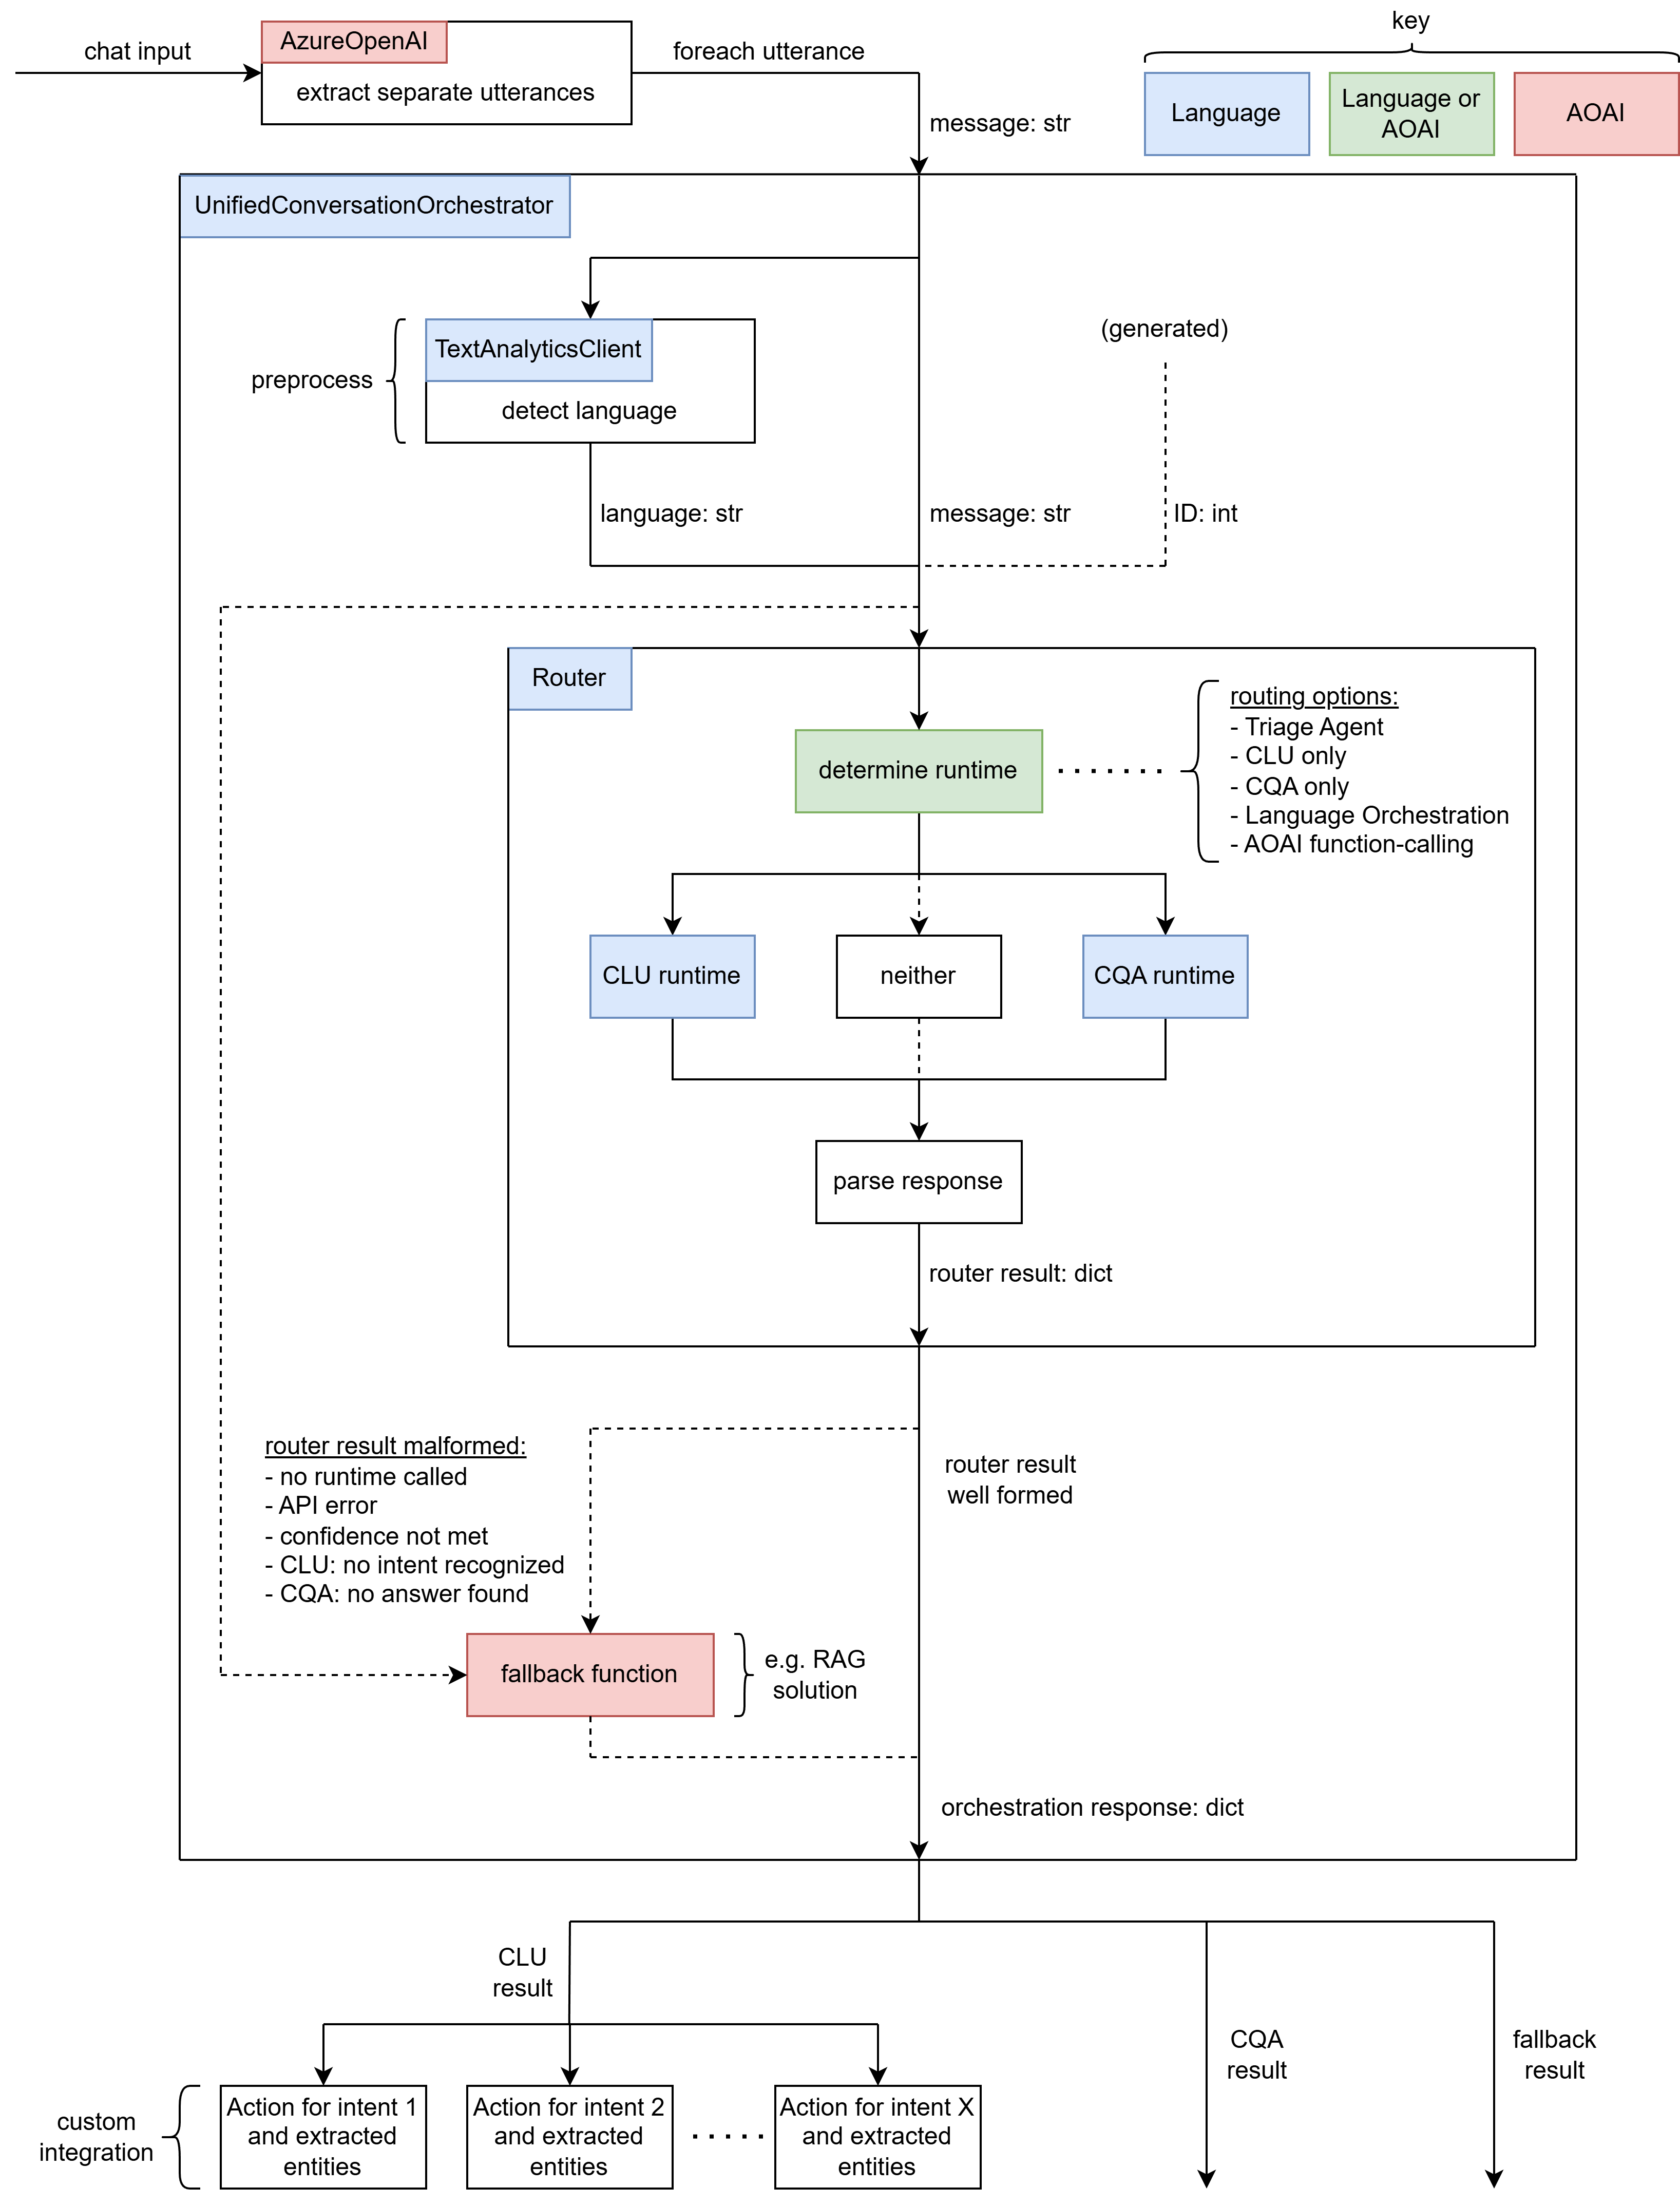 key
chat input
AzureOpenAI
extract separate utterances
foreach utterance
message: str
Language
Language or
AOAI
AOAI
UnifiedConversationOrchestrator
TextAnalyticsClient
detect language
preprocess
(generated)
language: str
message: str
ID: int
Router
determine runtime
routing options:
- Triage Agent
- CLU only
- CQA only
- Language Orchestration
- AOAI function-calling
CLU runtime
neither
CQA runtime
parse response
router result: dict
router result malformed:
- no runtime called
- API error
- confidence not met
- CLU: no intent recognized
- CQA: no answer found
router result
well formed
fallback function
e.g. RAG
solution
orchestration response: dict
CLU
result
CQA
result
fallback
result
custom
integration
Action for intent 1
and extracted
entities
Action for intent 2
and extracted
entities
Action for intent X
and extracted
entities